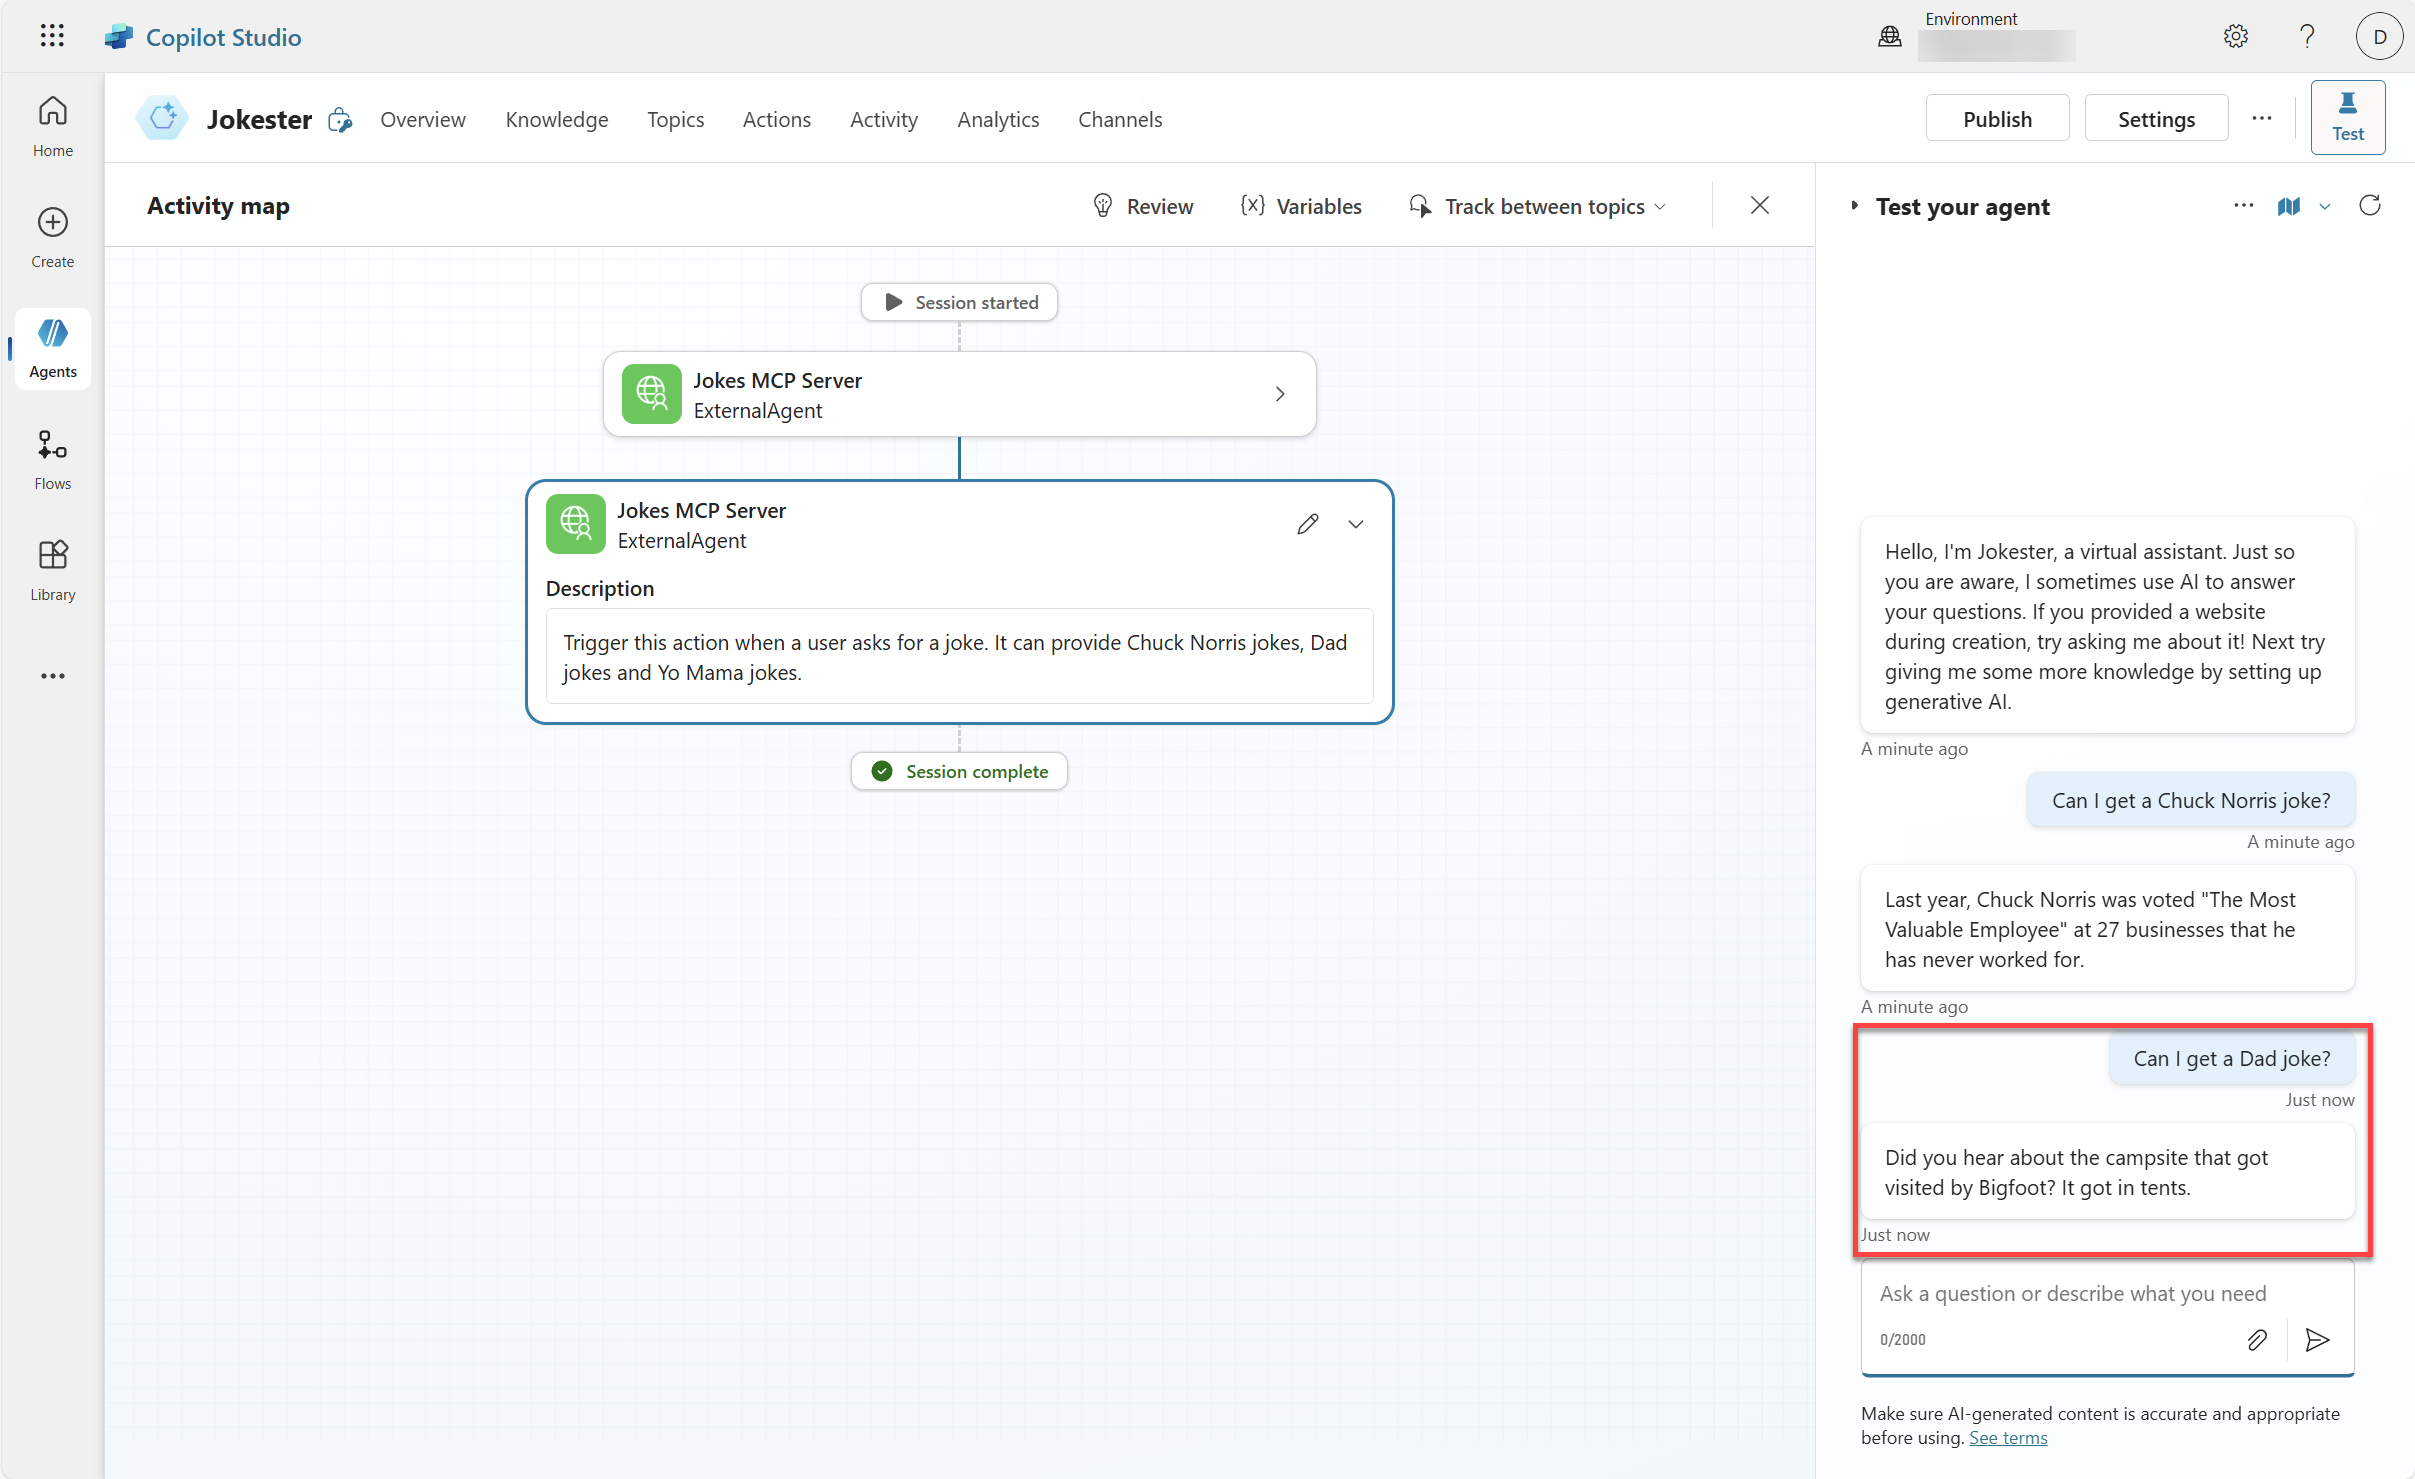 Copilot Studio
Environment
D
Home
Create
Agents
Flows
Library
Jokester
Overview
Knowledge
Topics
Actions
Activity
Analytics
Channels
Publish
Settings
Test
Activity map
Review
Variables
Track between topics
Session started
Jokes MCP Server
ExternalAgent
Jokes MCP Server
ExternalAgent
Description
Trigger this action when a user asks for a joke. It can provide Chuck Norris jokes, Dad
jokes and Yo Mama jokes.
Session complete
Test your agent
Hello, I'm Jokester, a virtual assistant. Just so
you are aware, I sometimes use AI to answer
your questions. If you provided a website
during creation, try asking me about it! Next try
giving me some more knowledge by setting up
generative AI.
A minute ago
Can I get a Chuck Norris joke?
A minute ago
Last year, Chuck Norris was voted "The Most
Valuable Employee" at 27 businesses that he
has never worked for.
A minute ago
Can I get a Dad joke?
Just now
Did you hear about the campsite that got
visited by Bigfoot? It got in tents.
Just now
Ask a question or describe what you need
0/2000
Make sure AI-generated content is accurate and appropriate
before using. See terms